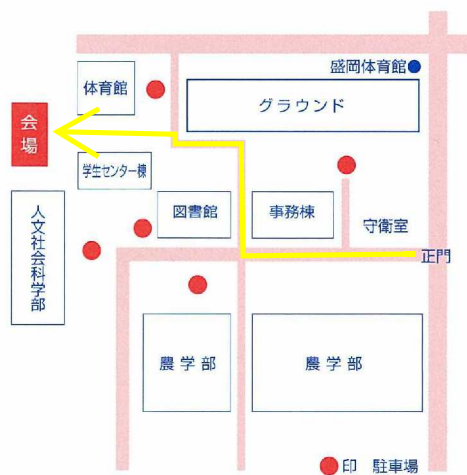 盛岡体育館
体育館
グラウンド
会場
学生センター棟
図書館
事務棟
守衛室
人文社会科学部
正門
農学部
農学部
印 駐車場